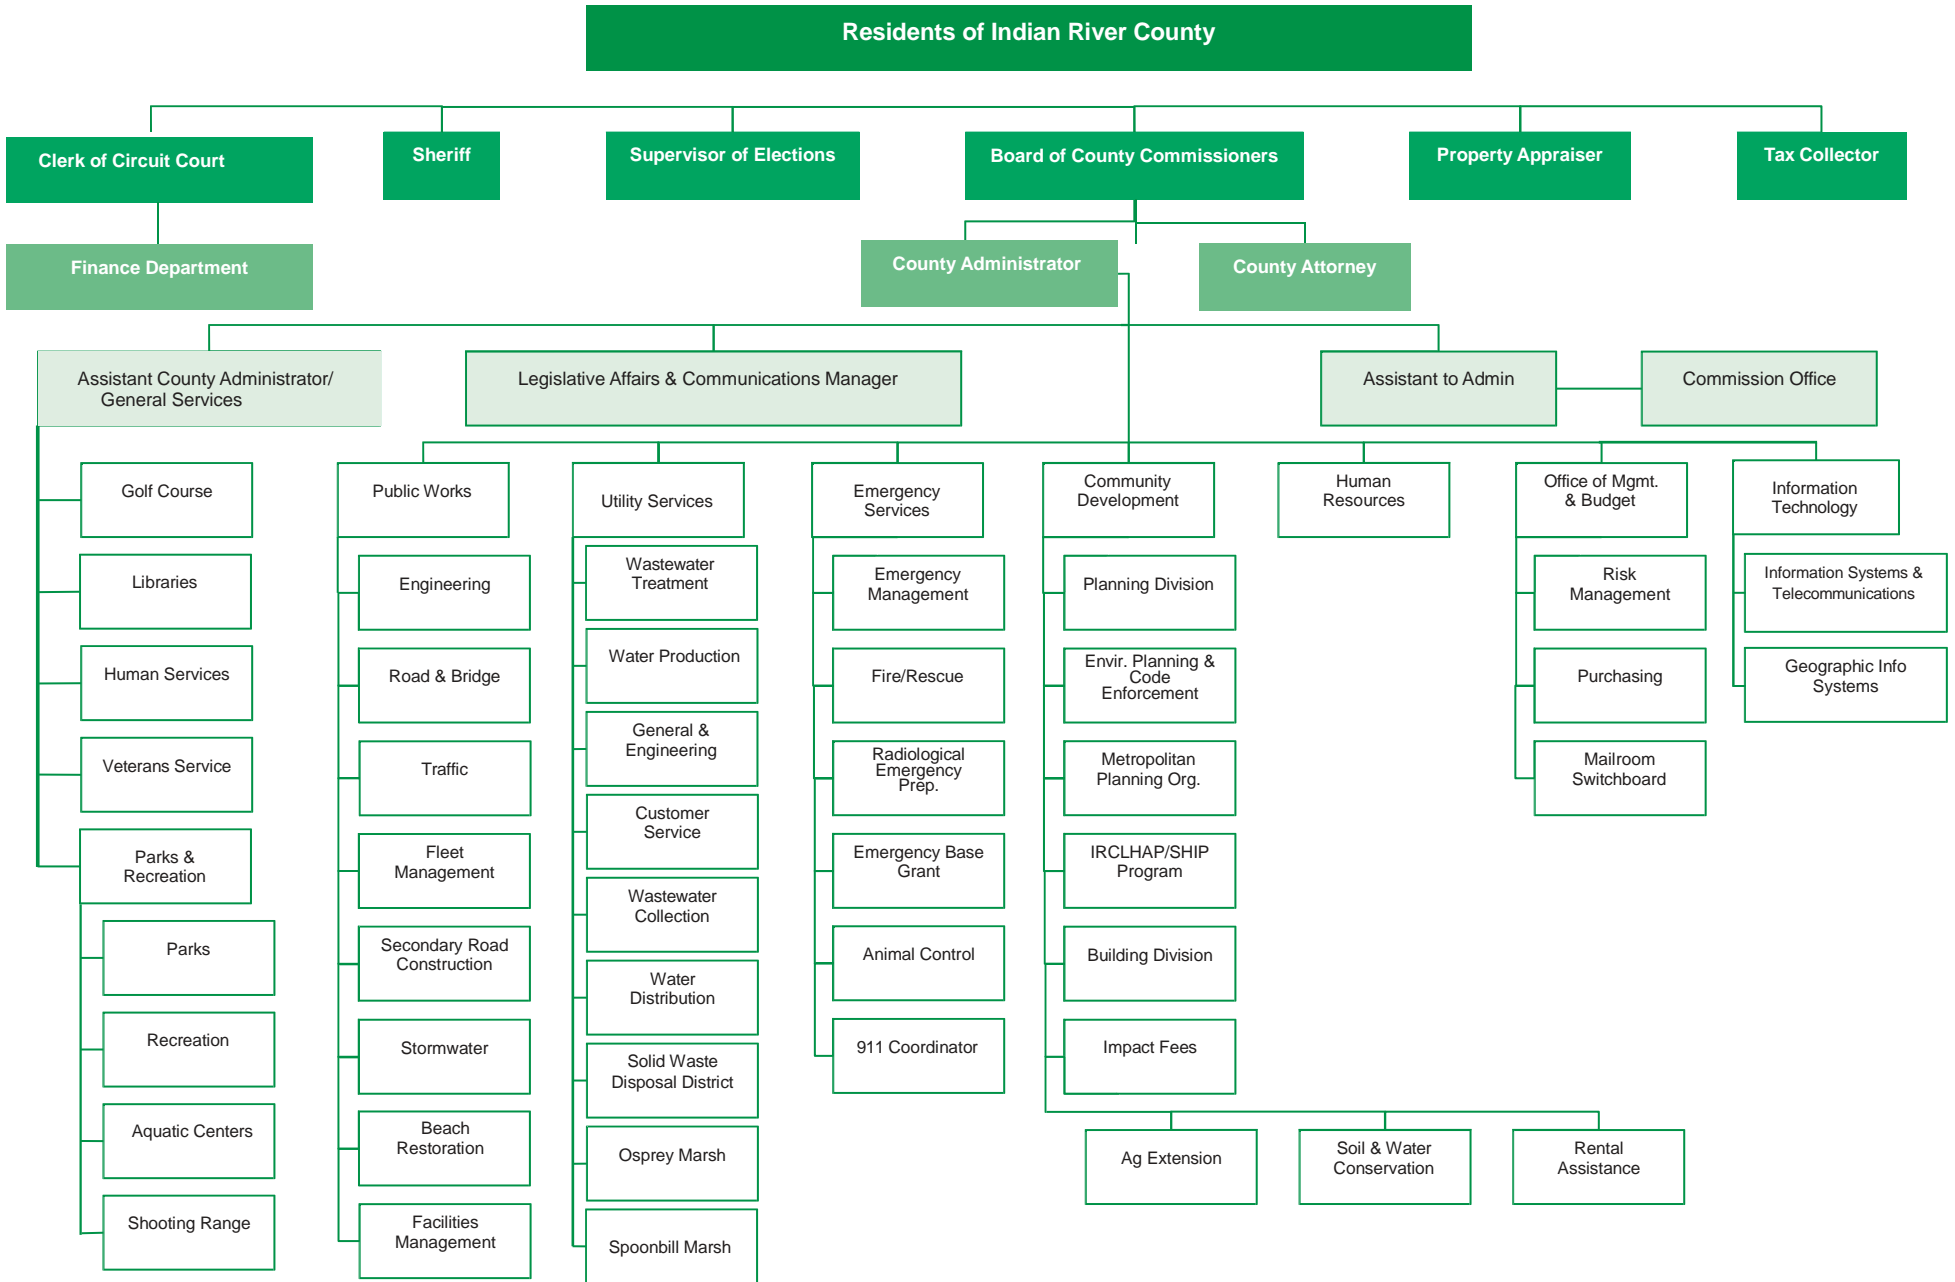 Residents of Indian River County
Clerk of Circuit Court
Sheriff
Supervisor of Elections
Board of County Commissioners
Property Appraiser
Tax Collector
Finance Department
County Administrator
County Attorney
Assistant County Administrator/
General Services
Legislative Affairs & Communications Manager
Assistant to Admin
Commission Office
Golf Course
Libraries
Human Services
Veterans Service
Parks &
Recreation
Parks
Recreation
Aquatic Centers
Shooting Range
Public Works
Engineering
Road & Bridge
Traffic
Fleet
Management
Secondary Road
Construction
Stormwater
Beach
Restoration
Facilities
Management
Utility Services
Wastewater
Treatment
Water Production
General &
Engineering
Customer
Service
Wastewater
Collection
Water
Distribution
Solid Waste
Disposal District
Osprey Marsh
Spoonbill Marsh
Emergency
Services
Emergency
Management
Fire/Rescue
Radiological
Emergency
Prep.
Emergency Base
Grant
Animal Control
911 Coordinator
Community
Development
Planning Division
Envir. Planning &
Code
Enforcement
Metropolitan
Planning Org.
IRCLHAP/SHIP
Program
Building Division
Impact Fees
Ag Extension
Soil & Water
Conservation
Rental
Assistance
Human
Resources
Office of Mgmt.
& Budget
Risk
Management
Purchasing
Mailroom
Switchboard
Information
Technology
Information Systems &
Telecommunications
Geographic Info
Systems